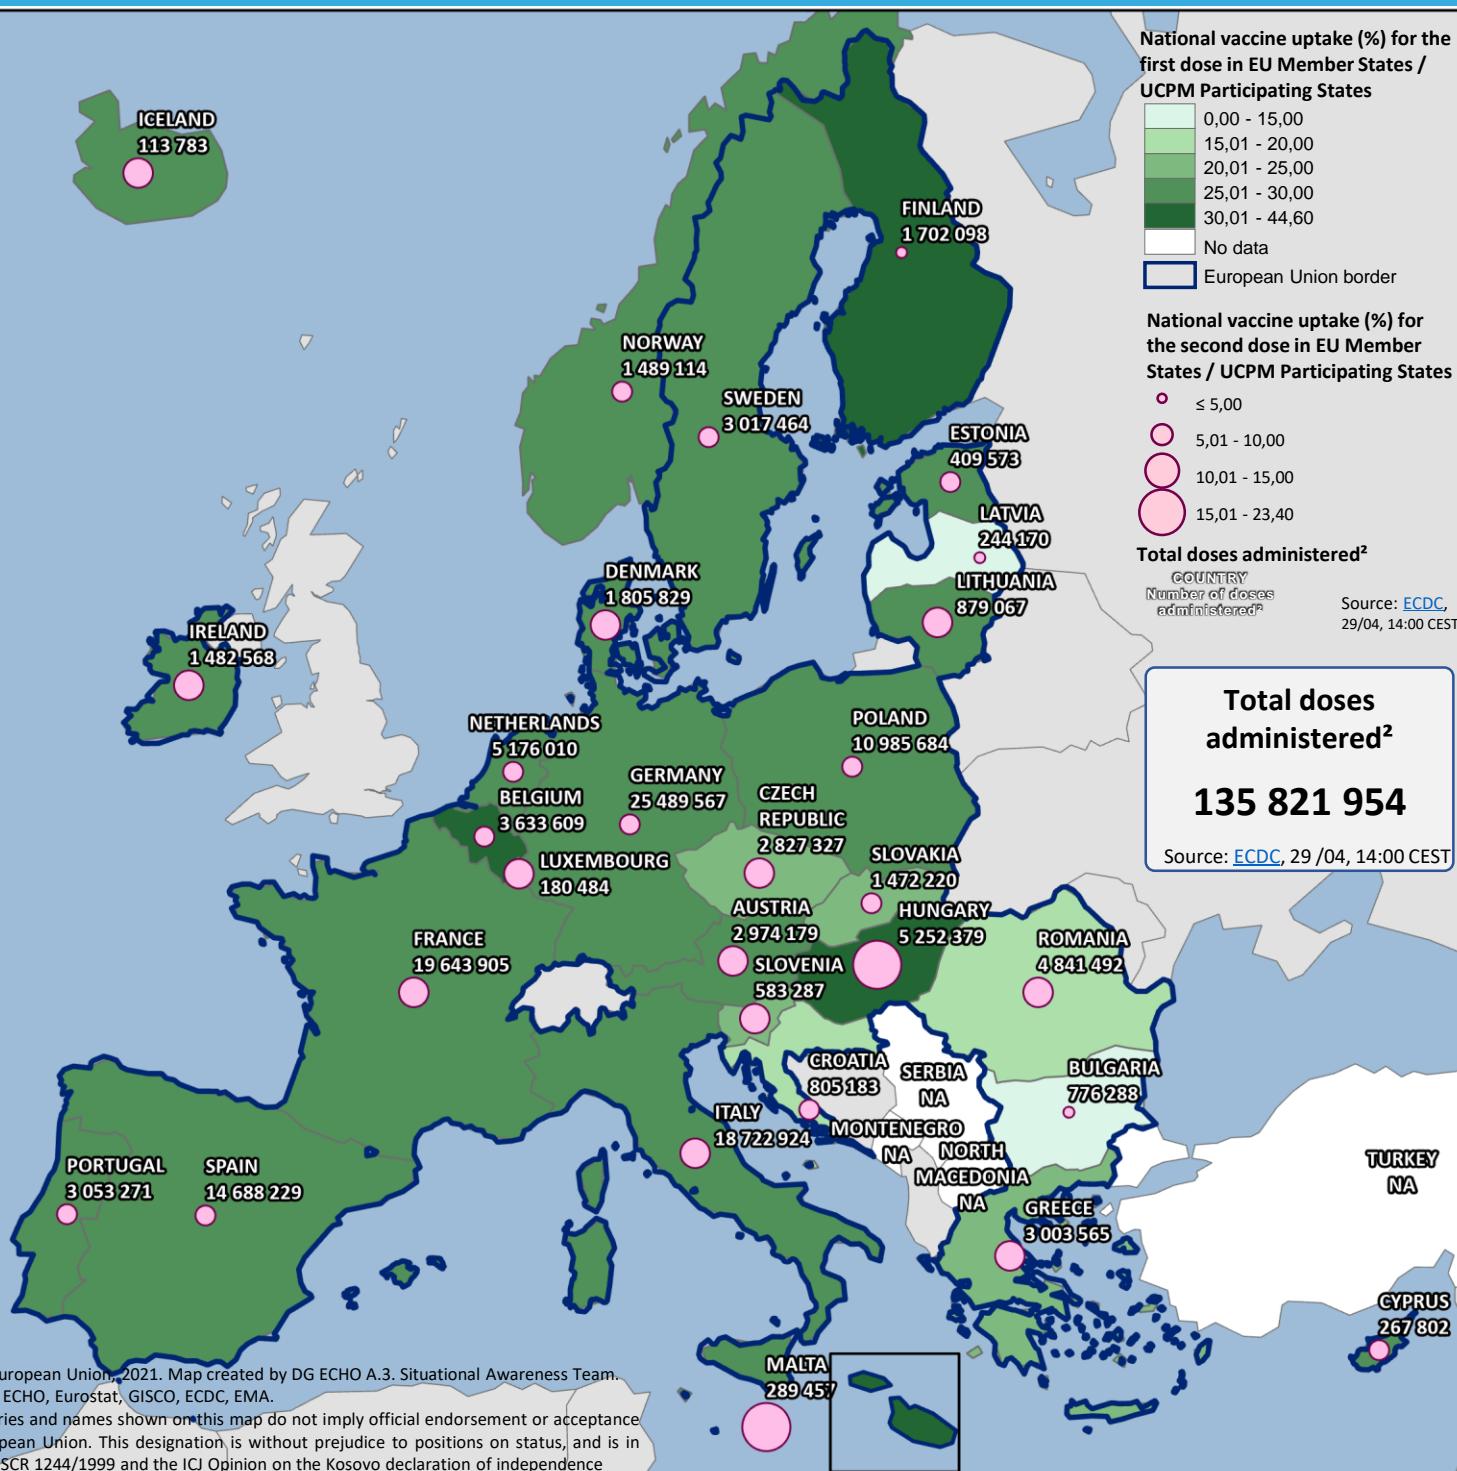 National vaccine uptake (%) for the
first dose in EU Member States /
UCPM Participating States
0,00 - 15,00
15,01 - 20,00
20,01 - 25,00
25,01 - 30,00
30,01 - 44,60
No data
European Union border
National vaccine uptake (%) for
the second dose in EU Member
States / UCPM Participating States
≤ 5,00
5,01 - 10,00
10,01 - 15,00
15,01 - 23,40
Total doses administered²
COUNTRY
Number of doses
administered²
Source: ECDC,
29/04, 14:00 CEST
Total doses
administered²
135 821 954
Source: ECDC, 29 /04, 14:00 CEST
ICELAND
113 783
FINLAND
1 702 098
NORWAY
1 489 114
SWEDEN
3 017 464
ESTONIA
409 573
LATVIA
244 170
LITHUANIA
879 067
DENMARK
1 805 829
IRELAND
1 482 568
NETHERLANDS
5 176 010
POLAND
10 985 684
GERMANY
25 489 567
BELGIUM
3 633 609
CZECH
REPUBLIC
2 827 327
LUXEMBOURG
180 484
SLOVAKIA
1 472 220
AUSTRIA
2 974 179
HUNGARY
5 252 379
FRANCE
19 643 905
SLOVENIA
583 287
ROMANIA
4 841 492
CROATIA
805 183
SERBIA
NA
BULGARIA
776 288
ITALY
18 722 924
MONTENEGRO
NA
NORTH
MACEDONIA
NA
PORTUGAL
3 053 271
SPAIN
14 688 229
TURKEY
NA
GREECE
3 003 565
CYPRUS
267 802
MALTA
289 457
uropean Union, 2021. Map created by DG ECHO A.3. Situational Awareness Team.
ECHO, Eurostat, GISCO, ECDC, EMA.
ries and names shown on this map do not imply official endorsement or acceptance
pean Union. This designation is without prejudice to positions on status, and is in
SCR 1244/1999 and the ICJ Opinion on the Kosovo declaration of independence